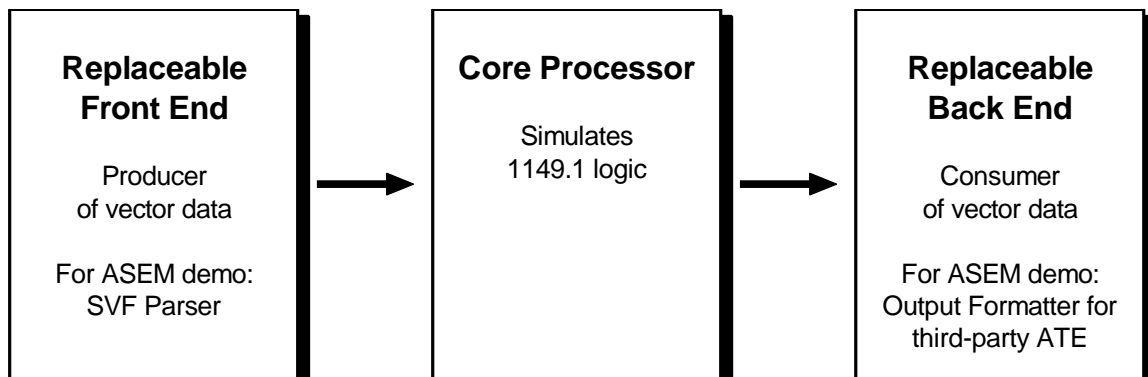 Replaceable
Front End
Producer
of vector data
For ASEM demo:
SVF Parser
Core Processor
Simulates
1149.1 logic
Replaceable
Back End
Consumer
of vector data
For ASEM demo:
Output Formatter for
third-party ATE